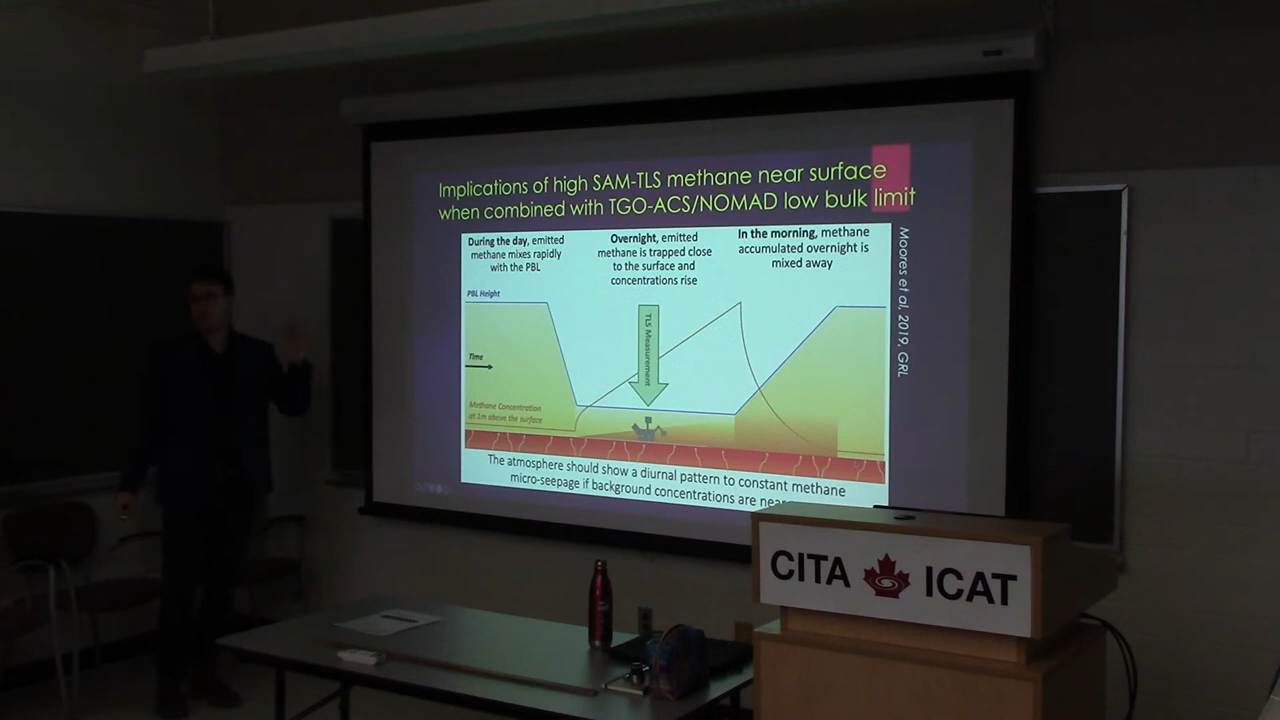 Implications of high SAM-TLS methane near surface
when combined with TGO-ACS/NOMAD low bulk limit
During the day, emitted
methane mixes rapidly
with the PBL
Overnight, emitted
methane is trapped close
to the surface and
concentrations rise
In the morning, methane
accumulated overnight is
mixed away
PBL Height
Time
TLS Measurement
Methane Concentration
at 1m above the surface
The atmosphere should show a diurnal pattern to constant methane
micro-seepage if background concentrations are near
Moores et al, 2019, GRL
CITA ICAT